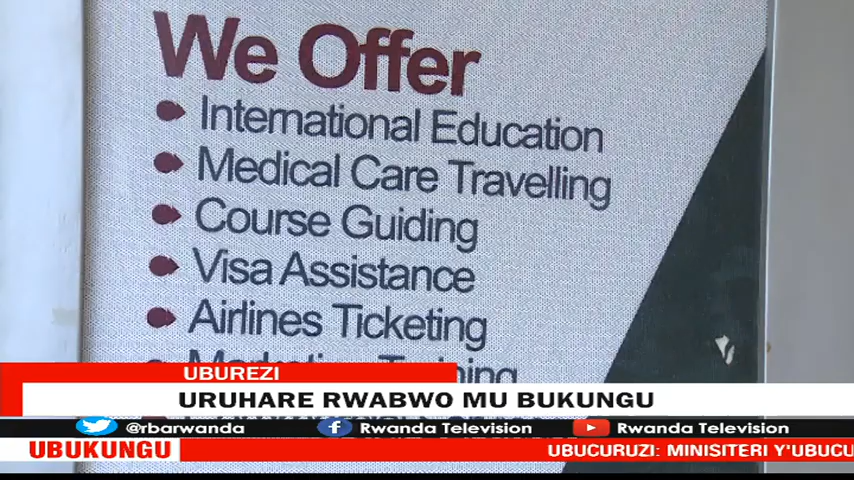 We Offer
International Education
Medical Care Travelling
Course Guiding
Visa Assistance
Airlines Ticketing
UBUREZI
URUHARE RWABWO MU BUKUNGU
@rbarwanda Rwanda Television Rwanda Television
UBUKUNGU UBUCURUZI: MINISITERI Y'UBUCU